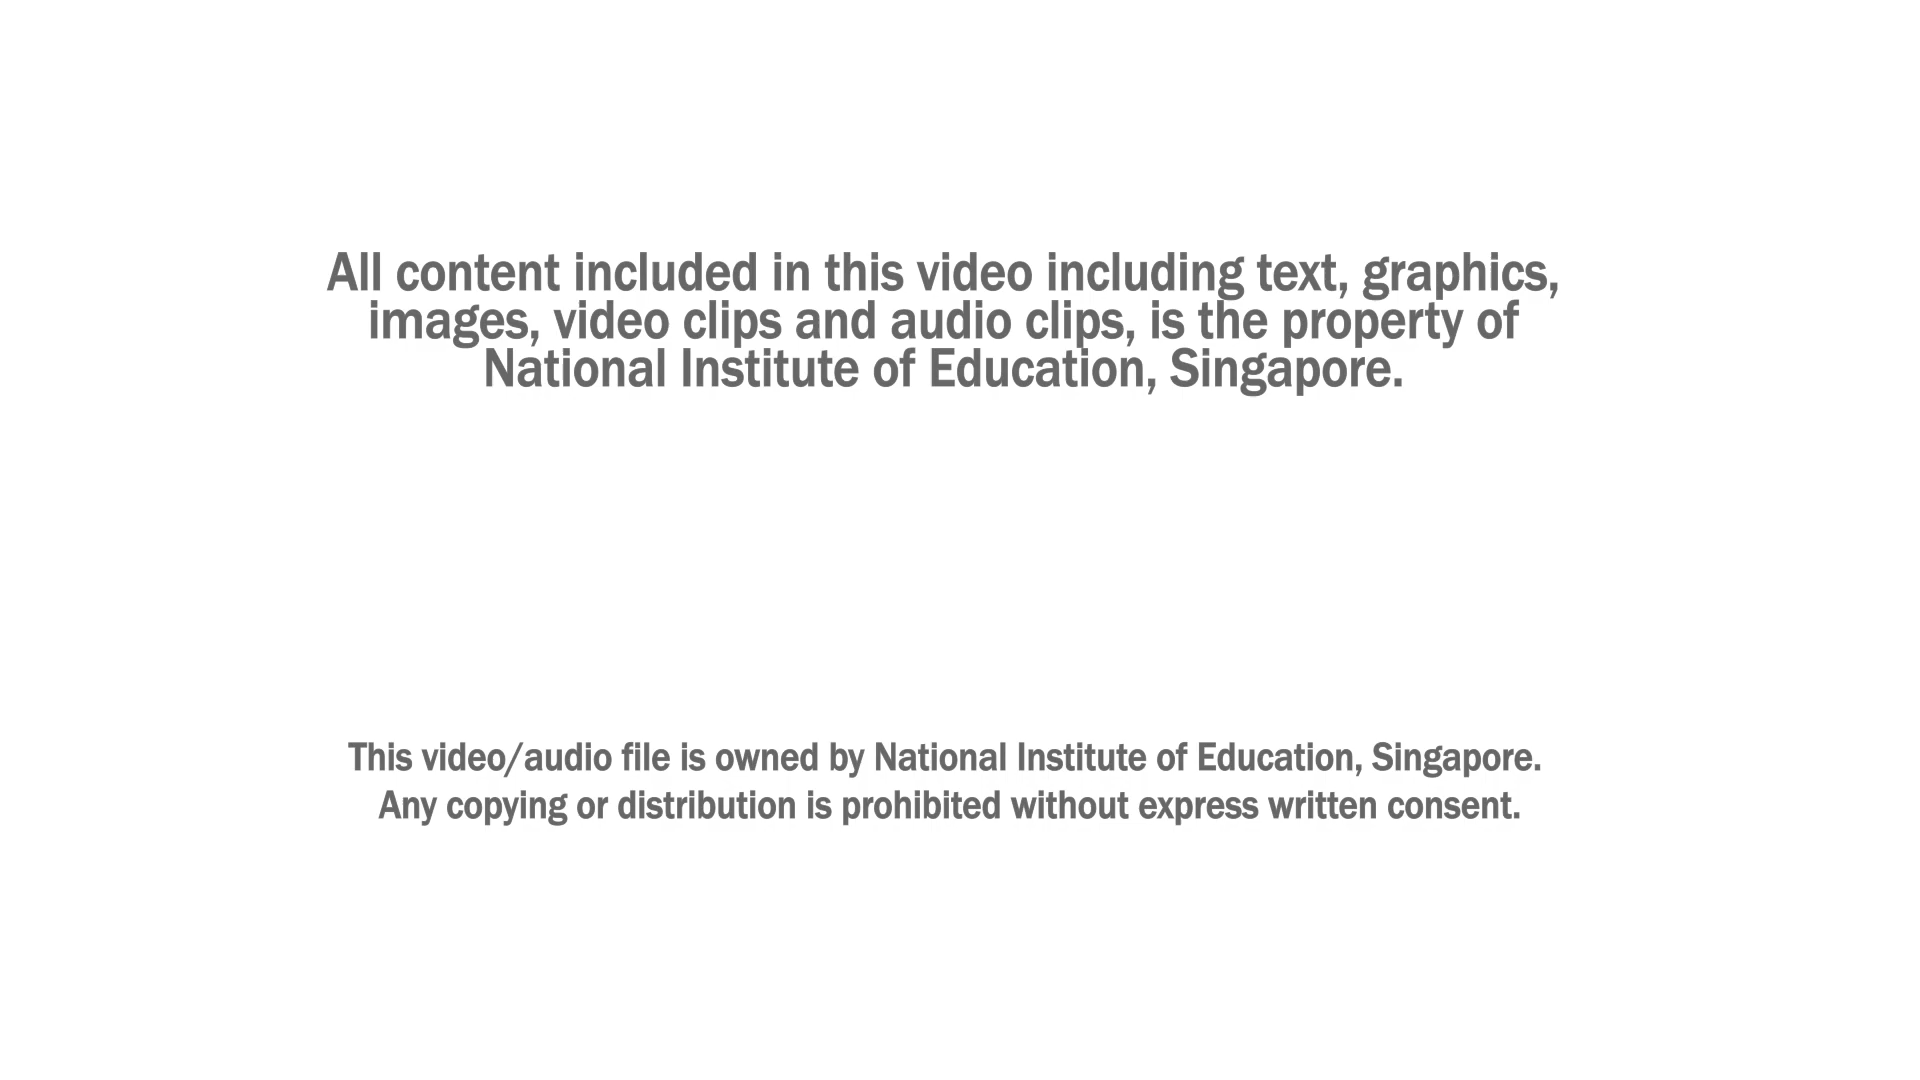 All content included in this video including text, graphics,
images, video clips and audio clips, is the property of
National Institute of Education, Singapore.
This video/audio file is owned by National Institute of Education, Singapore.
Any copying or distribution is prohibited without express written consent.